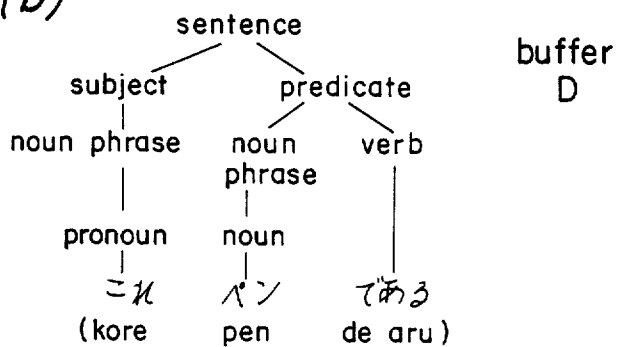 (b)
sentence
buffer
D
subject predicate
noun phrase noun phrase verb
pronoun noun
これ ペン である
(kore pen de aru)